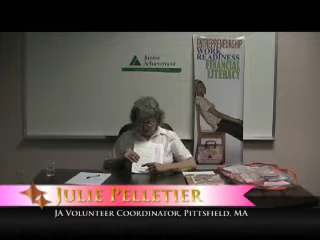 Junior
Achievement
ENTREPRENEURSHIP
WORK
READINESS
FINANCIAL
LITERACY
JULIE PELLETIER
JA VOLUNTEER COORDINATOR, PITTSFIELD, MA